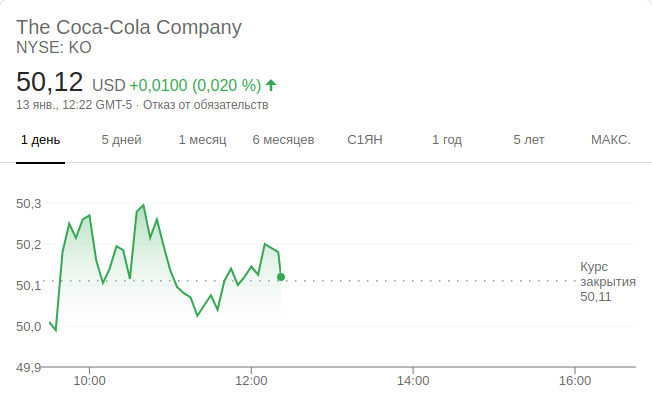 The Coca-Cola Company
NYSE: KO
50,12 USD +0,0100 (0,020 %)
13 янв., 12:22 GMT-5 · Отказ от обязательств
1 день 5 дней 1 месяц 6 месяцев С1ЯН 1 год 5 лет МАКС.
50,3
50,2
50,1
50,0
49,9
Курс
закрытия
50,11
10:00 12:00 14:00 16:00